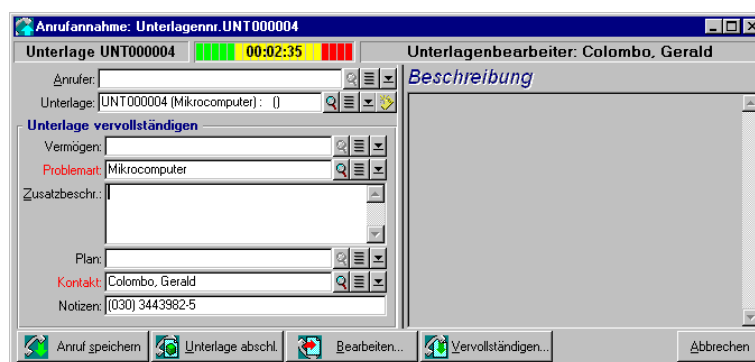 Anrufannahme: Unterlagennr.UNT000004
Unterlage UNT000004
00:02:35
Unterlagenbearbeiter: Colombo, Gerald
Anrufer:
Unterlage: UNT000004 (Mikrocomputer) : ()
Unterlage vervollständigen
Vermögen:
Problemart: Mikrocomputer
Zusatzbeschr.:
Plan:
Kontakt: Colombo, Gerald
Notizen: (030) 3443982-5
Beschreibung
Anruf speichern
Unterlage abschl.
Bearbeiten...
Vervollständigen...
Abbrechen